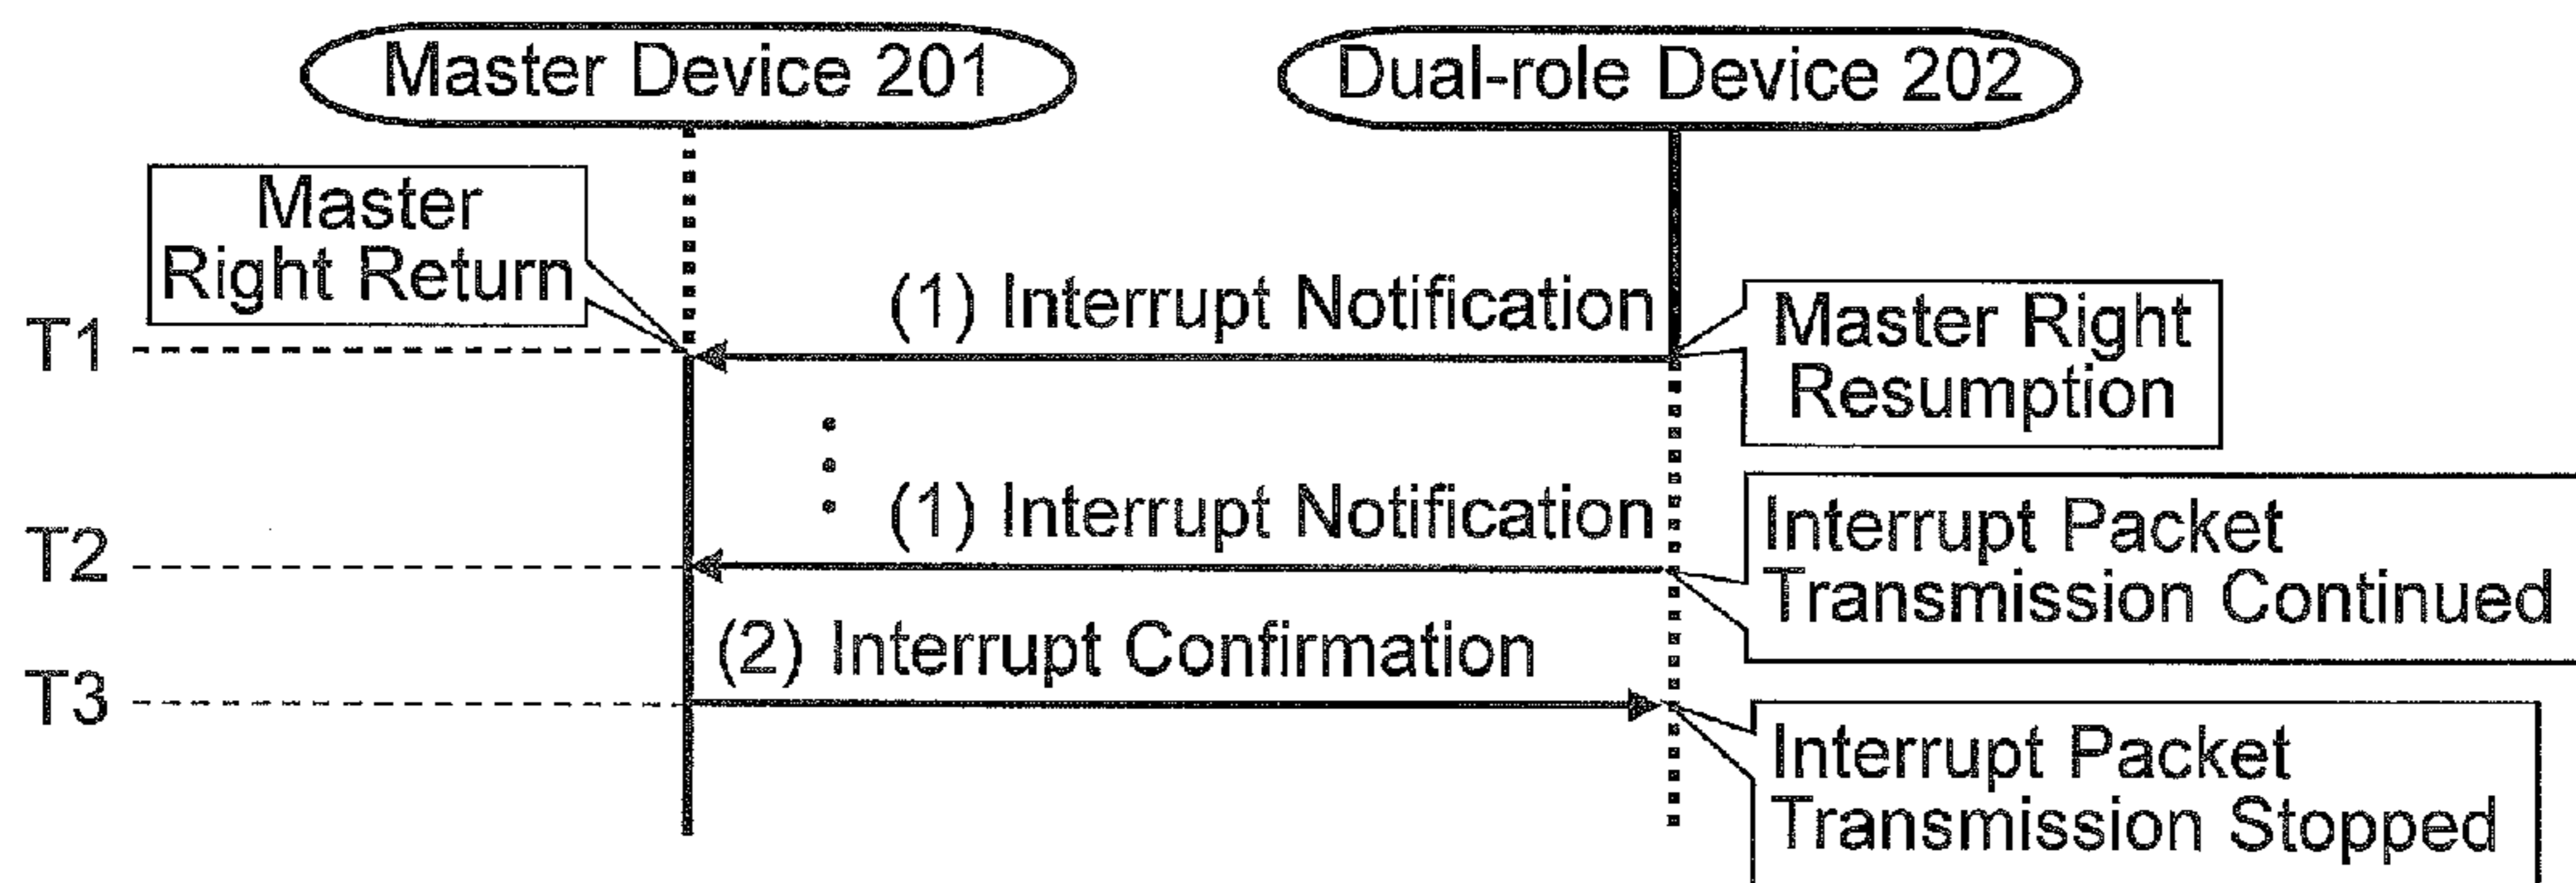 Master Device 201
Dual-role Device 202
Master
Right Return
(1) Interrupt Notification
Master Right
Resumption
T1
(1) Interrupt Notification
Interrupt Packet
Transmission Continued
T2
(2) Interrupt Confirmation
T3
Interrupt Packet
Transmission Stopped